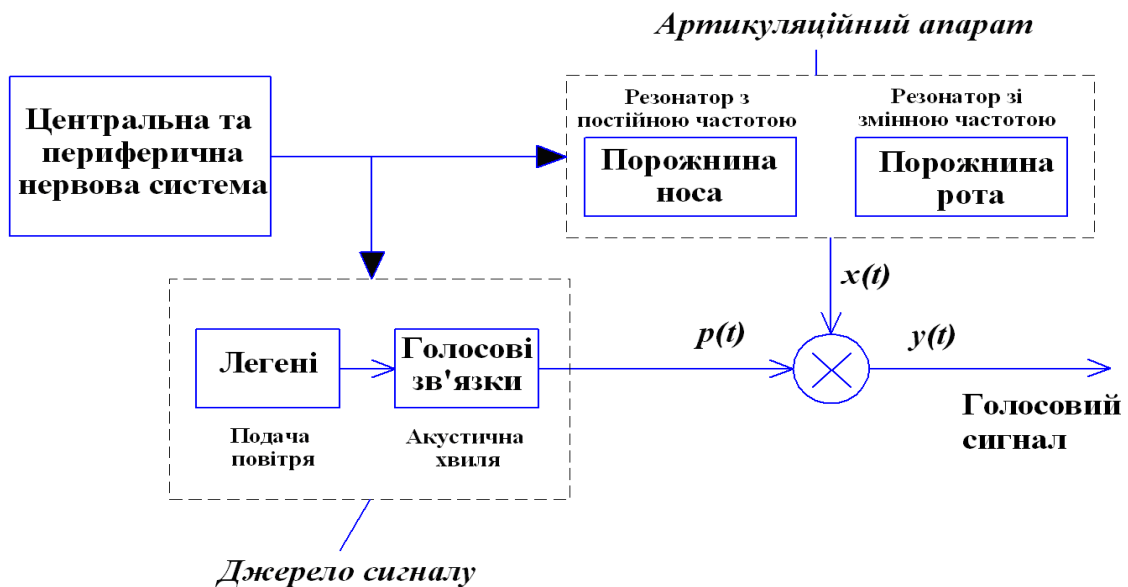 Артикуляційний апарат
Центральна та
периферична
нервова система
Резонатор з
постійною частотою
Порожнина
носа
Резонатор зі
змінною частотою
Порожнина
рота
x(t)
Легені
Подача
повітря
Голосові
зв'язки
Акустична
хвиля
p(t)
y(t)
Голосовий
сигнал
Джерело сигналу